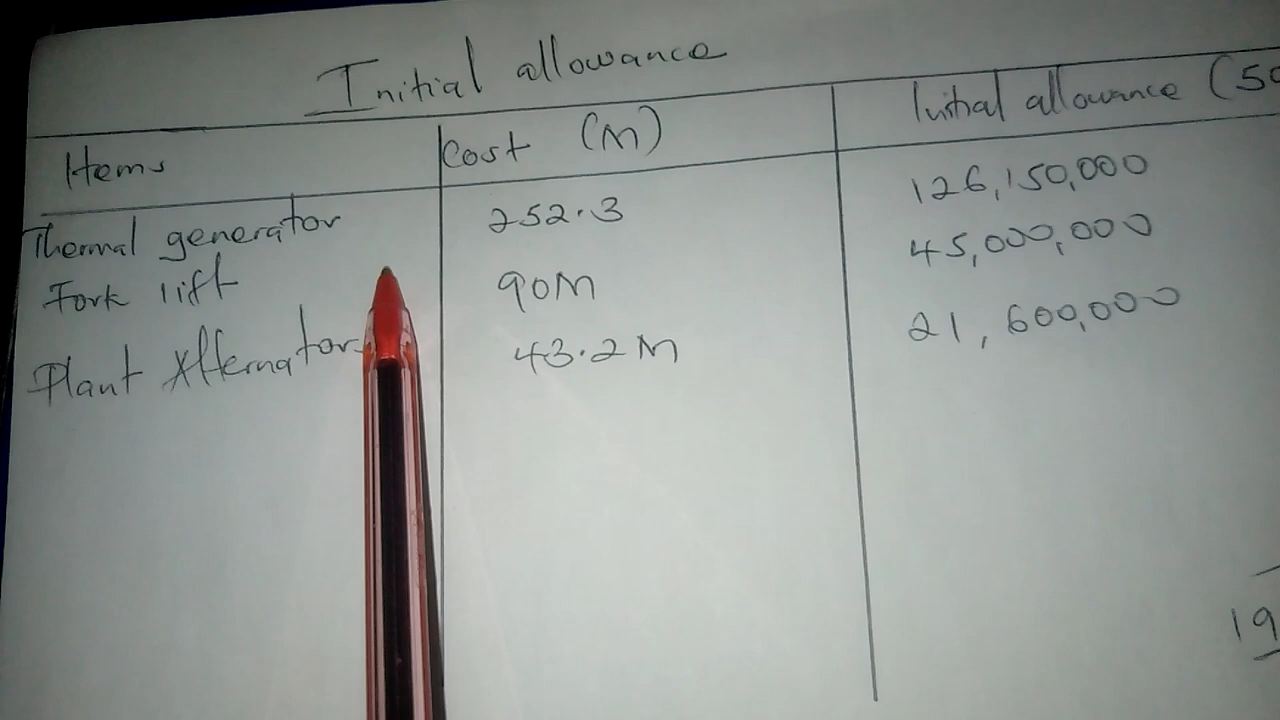 Initial allowance
Items Cost (M) Initial allowance (50
Thermal generator 252.3 126,150,000
Fork lift 90M 45,000,000
Plant Alternator 43.2M 21,600,000
19